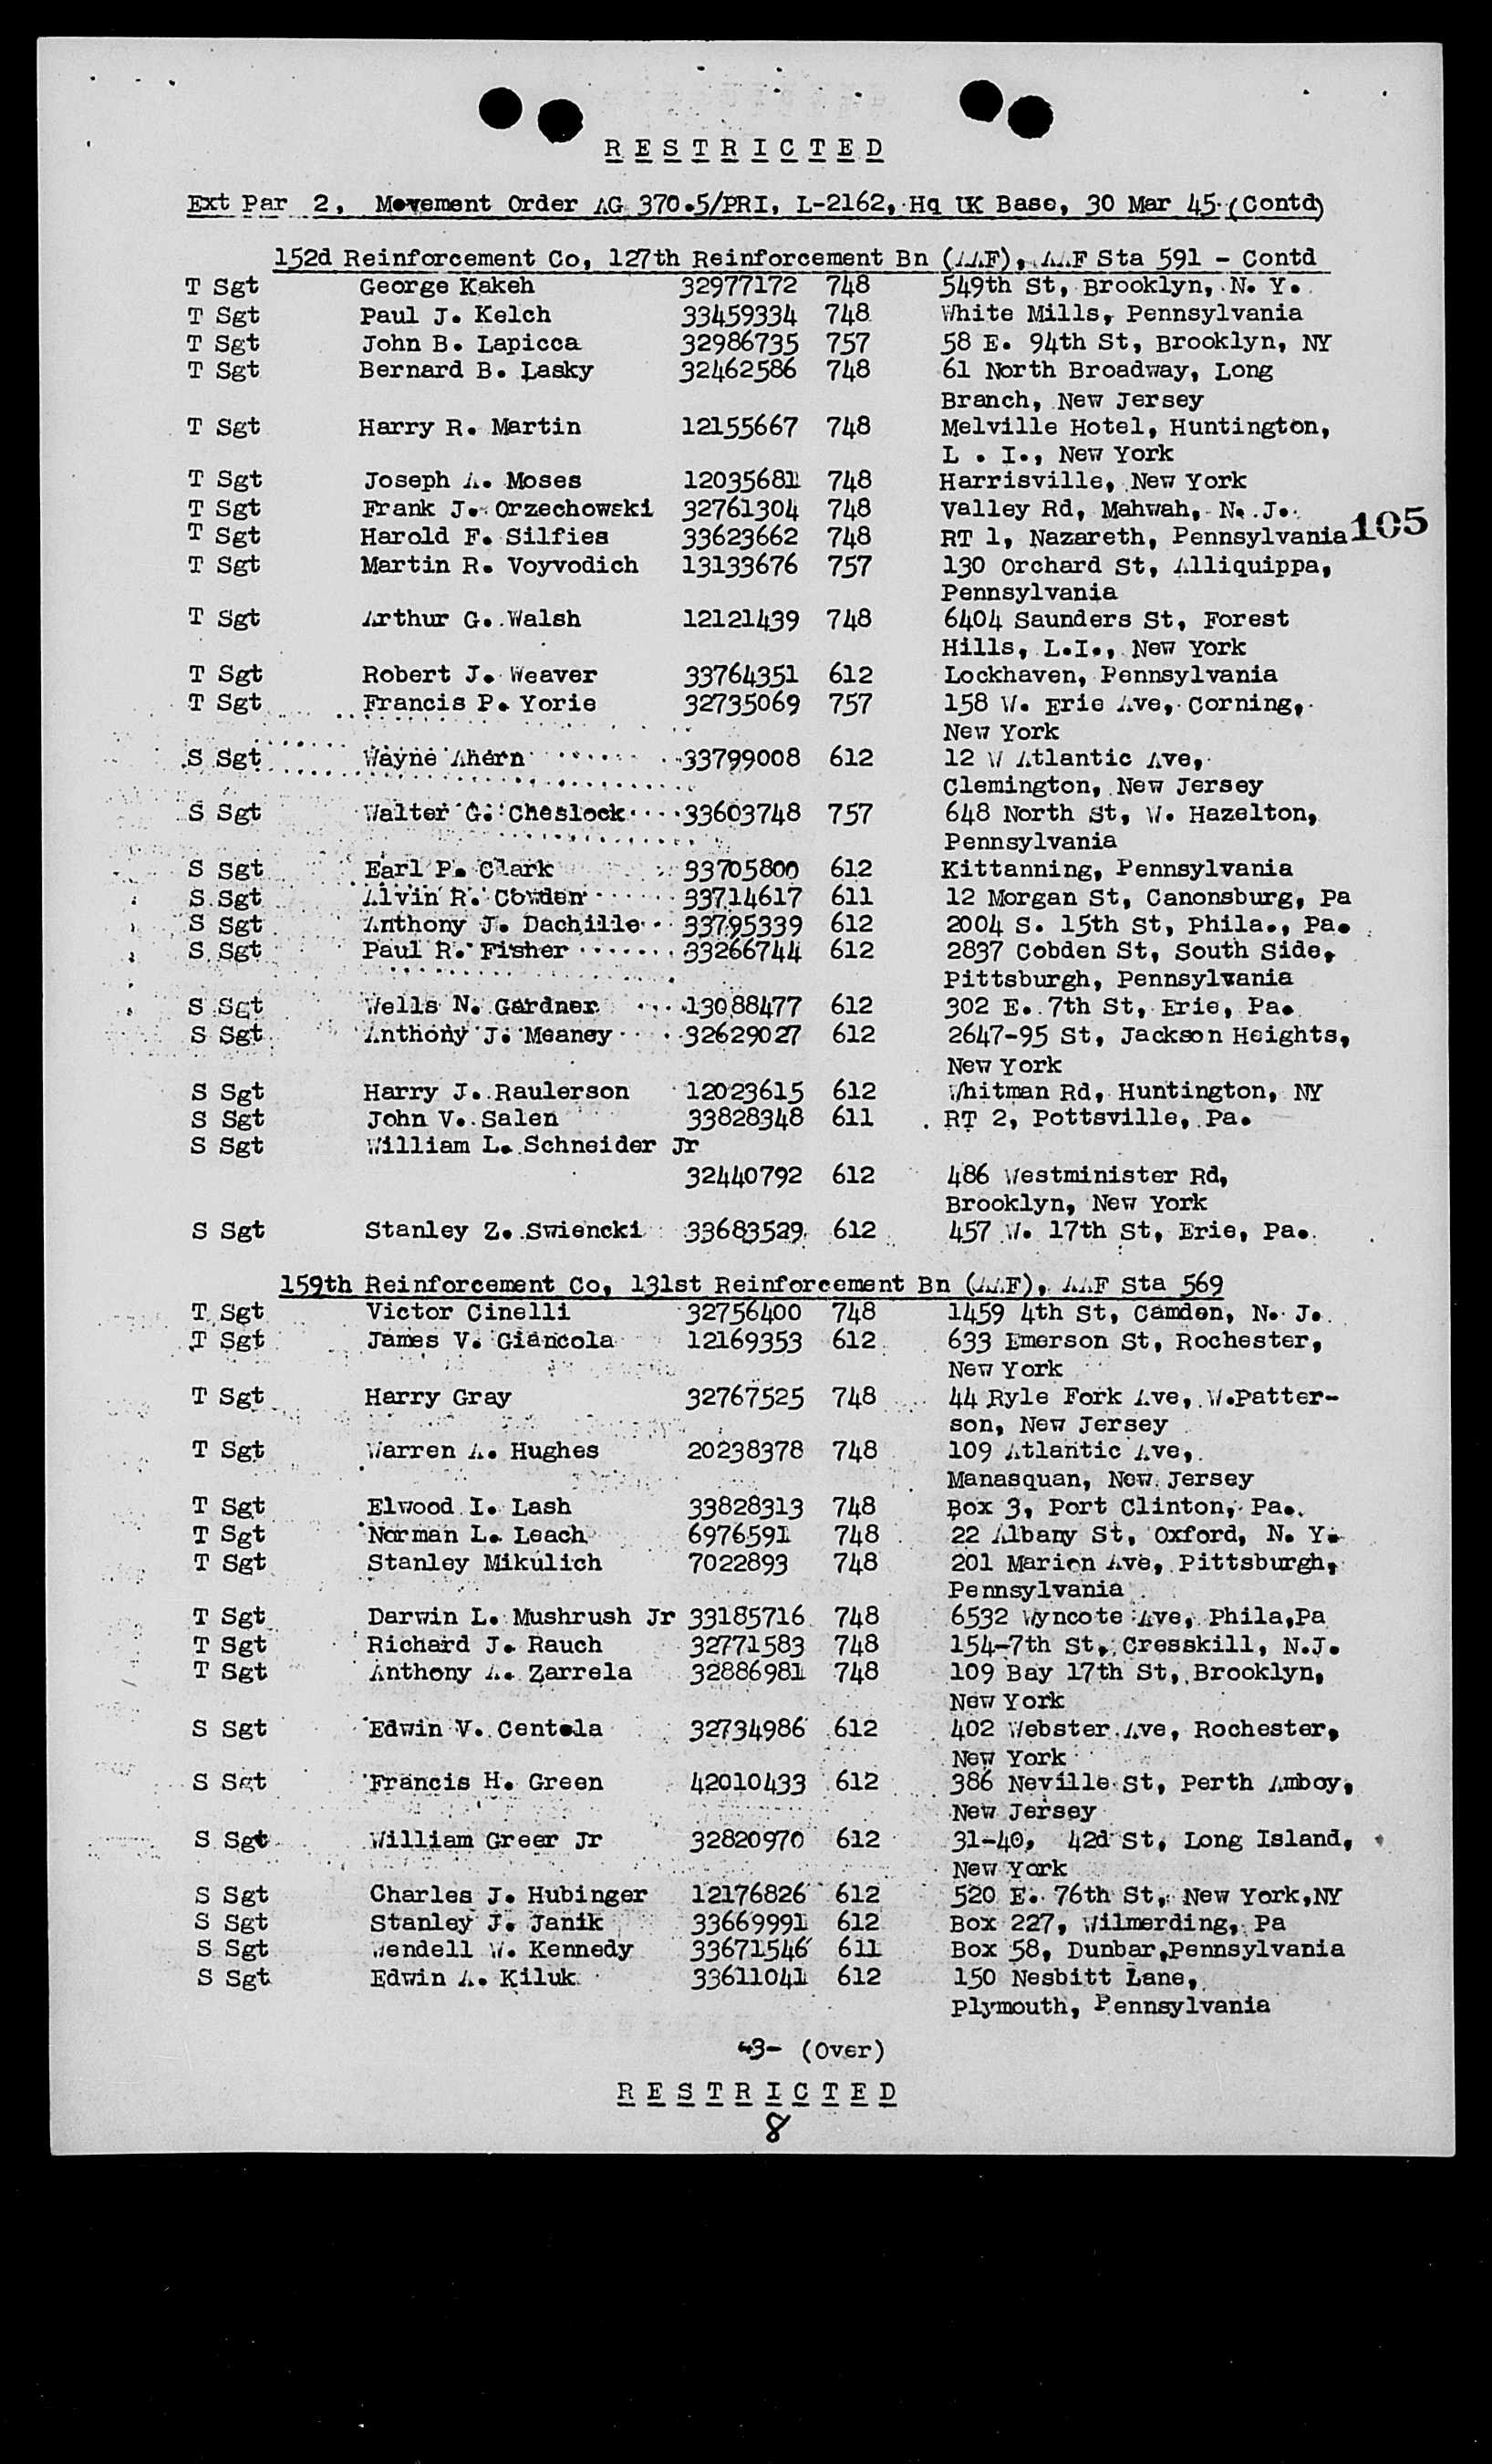 R E S T R I C T E D
Ext Par 2, Movement Order AG 370.5/PRI, L-2162, Hq UK Base, 30 Mar 45 (Contd)
152d Reinforcement Co, 127th Reinforcement Bn (AAF), AAF Sta 591 - Contd
T Sgt George Kakeh 32977172 748 549th St, Brooklyn, N. Y.
T Sgt Paul J. Kelch 33459334 748 White Mills, Pennsylvania
T Sgt John B. Lapicca 32986735 757 58 E. 94th St, Brooklyn, NY
T Sgt Bernard B. Lasky 32462586 748 61 North Broadway, Long
Branch, New Jersey
T Sgt Harry R. Martin 12155667 748 Melville Hotel, Huntington,
L . I., New York
T Sgt Joseph A. Moses 12035681 748 Harrisville, New York
T Sgt Frank J. Orzechowski 32761304 748 Valley Rd, Mahwah, N. J.
105
T Sgt Harold F. Silfies 33623662 748 RT 1, Nazareth, Pennsylvania
T Sgt Martin R. Voyvodich 13133676 757 130 Orchard St, Alliquippa,
Pennsylvania
T Sgt Arthur G. Walsh 12121439 748 6404 Saunders St, Forest
Hills, L.I., New York
T Sgt Robert J. Weaver 33764351 612 Lockhaven, Pennsylvania
T Sgt Francis P. Yorie 32735069 757 158 W. Erie Ave, Corning,
New York
S Sgt Wayne Ahern 33799008 612 12 W Atlantic Ave,
Clemington, New Jersey
S Sgt Walter G. Cheslock 33603748 757 648 North St, W. Hazelton,
Pennsylvania
S Sgt Earl P. Clark 33705800 612 Kittanning, Pennsylvania
S Sgt Alvin R. Cowden 33714617 611 12 Morgan St, Canonsburg, Pa
S Sgt Anthony J. Dachille 33795339 612 2004 S. 15th St, Phila., Pa.
S Sgt Paul R. Fisher 33266744 612 2837 Cobden St, South Side,
Pittsburgh, Pennsylvania
S Sgt Wells N. Gardner 13088477 612 302 E. 7th St, Erie, Pa.
S Sgt Anthony J. Meaney 32629027 612 2647-95 St, Jackson Heights,
New York
S Sgt Harry J. Raulerson 12023615 612 Whitman Rd, Huntington, NY
S Sgt John V. Salen 33828348 611 RT 2, Pottsville, Pa.
S Sgt William L. Schneider Jr
32440792 612 486 Westminister Rd,
Brooklyn, New York
S Sgt Stanley Z. Swiencki 33683529 612 457 W. 17th St, Erie, Pa.
159th Reinforcement Co, 131st Reinforcement Bn (AAF), AAF Sta 569
T Sgt Victor Cinelli 32756400 748 1459 4th St, Camden, N. J.
T Sgt James V. Giancola 12169353 612 633 Emerson St, Rochester,
New York
T Sgt Harry Gray 32767525 748 44 Ryle Fork Ave, W.Patter-
son, New Jersey
T Sgt Warren A. Hughes 20238378 748 109 Atlantic Ave,
Manasquan, New Jersey
T Sgt Elwood I. Lash 33828313 748 Box 3, Port Clinton, Pa.
T Sgt Norman L. Leach 6976591 748 22 Albany St, Oxford, N. Y.
T Sgt Stanley Mikulich 7022893 748 201 Marion Ave, Pittsburgh,
Pennsylvania
T Sgt Darwin L. Mushrush Jr 33185716 748 6532 Wyncote Ave, Phila,Pa
T Sgt Richard J. Rauch 32771583 748 154-7th St, Cresskill, N.J.
T Sgt Anthony A. Zarrela 32886981 748 109 Bay 17th St, Brooklyn,
New York
S Sgt Edwin V. Centola 32734986 612 402 Webster Ave, Rochester,
New York
S Sgt Francis H. Green 42010433 612 386 Neville St, Perth Amboy,
New Jersey
S Sgt William Greer Jr 32820970 612 31-40, 42d St, Long Island,
New York
S Sgt Charles J. Hubinger 12176826 612 520 E. 76th St, New York,NY
S Sgt Stanley J. Janik 33669991 612 Box 227, Wilmerding, Pa
S Sgt Wendell W. Kennedy 33671546 611 Box 58, Dunbar,Pennsylvania
S Sgt Edwin A. Kiluk 33611041 612 150 Nesbitt Lane,
Plymouth, Pennsylvania
-3- (Over)
R E S T R I C T E D
8